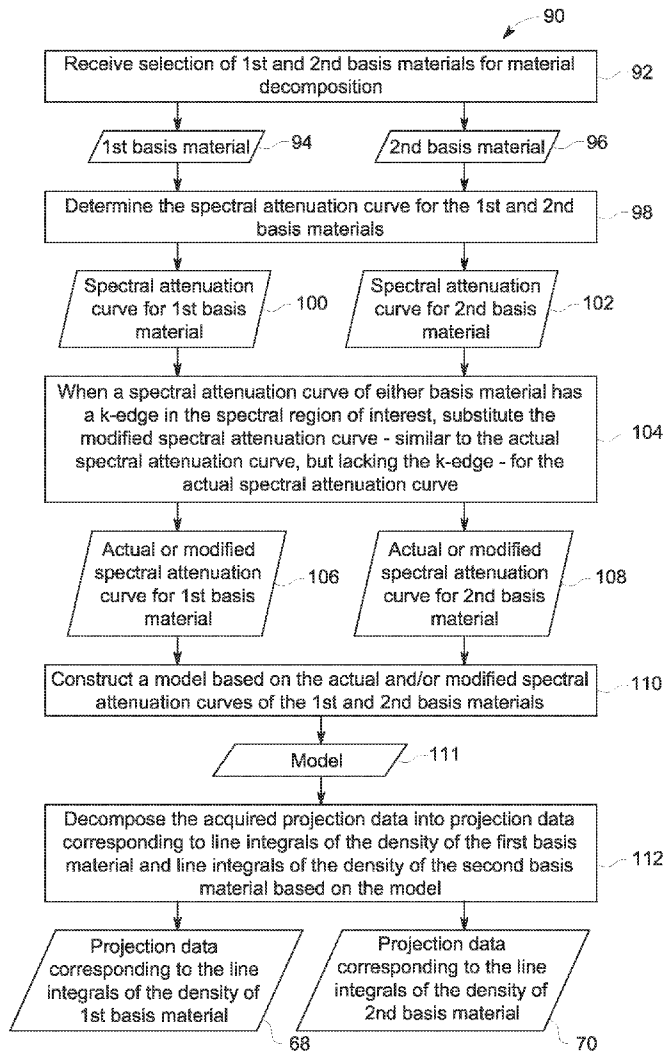 90
Receive selection of 1st and 2nd basis materials for material
decomposition
92
1st basis material
94
2nd basis material
96
Determine the spectral attenuation curve for the 1st and 2nd
basis materials
98
Spectral attenuation
curve for 1st basis
material
100
Spectral attenuation
curve for 2nd basis
material
102
When a spectral attenuation curve of either basis material has
a k-edge in the spectral region of interest, substitute the
modified spectral attenuation curve - similar to the actual
spectral attenuation curve, but lacking the k-edge - for the
actual spectral attenuation curve
104
Actual or modified
spectral attenuation
curve for 1st basis
material
106
Actual or modified
spectral attenuation
curve for 2nd basis
material
108
Construct a model based on the actual and/or modified spectral
attenuation curves of the 1st and 2nd basis materials
110
Model
111
Decompose the acquired projection data into projection data
corresponding to line integrals of the density of the first basis
material and line integrals of the density of the second basis
material based on the model
112
Projection data
corresponding to the line
integrals of the density of
1st basis material
68
Projection data
corresponding to the line
integrals of the density of
2nd basis material
70